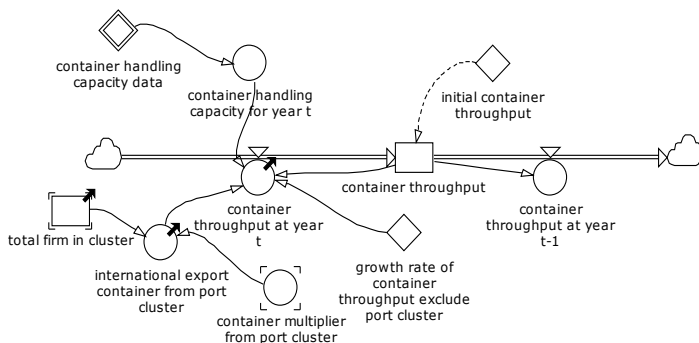 container handling
capacity data
container handling
capacity for year t
initial container
throughput
container throughput
container
throughput at year
t
container
throughput at year
t-1
total firm in cluster
international export
container from port
cluster
growth rate of
container
throughput exclude
port cluster
container multiplier
from port cluster